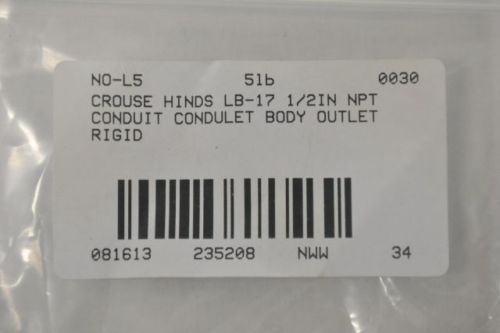 NO-L5 5lb 0030
CROUSE HINDS LB-17 1/2IN NPT
CONDUIT CONDULET BODY OUTLET
RIGID
081613 235208 NWW 34